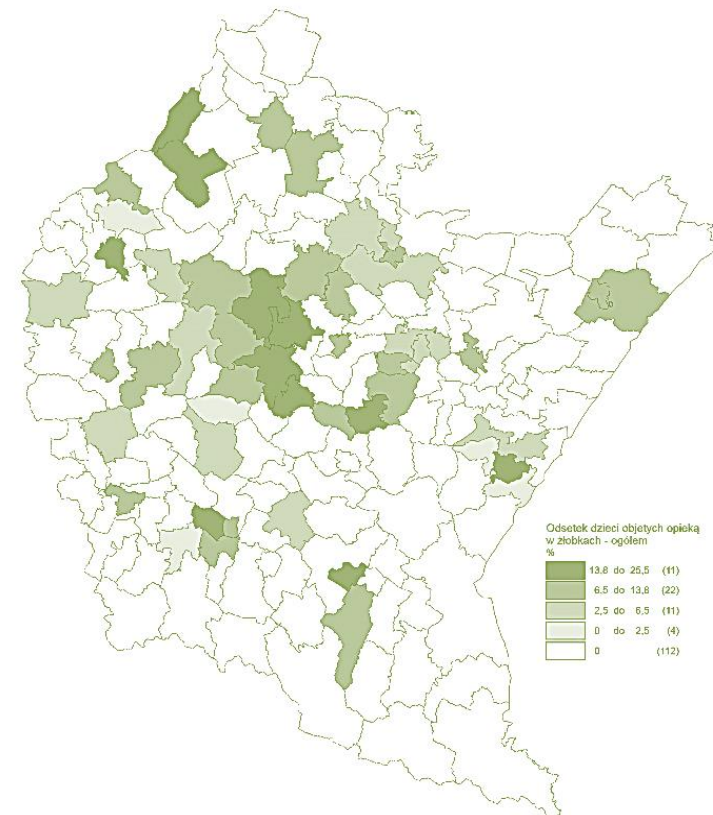 Odsetek dzieci objętych opieką
w żłobkach - ogółem
%
13,8 do 25,5 (11)
6,5 do 13,8 (22)
2,5 do 6,5 (11)
0 do 2,5 (4)
0 (112)